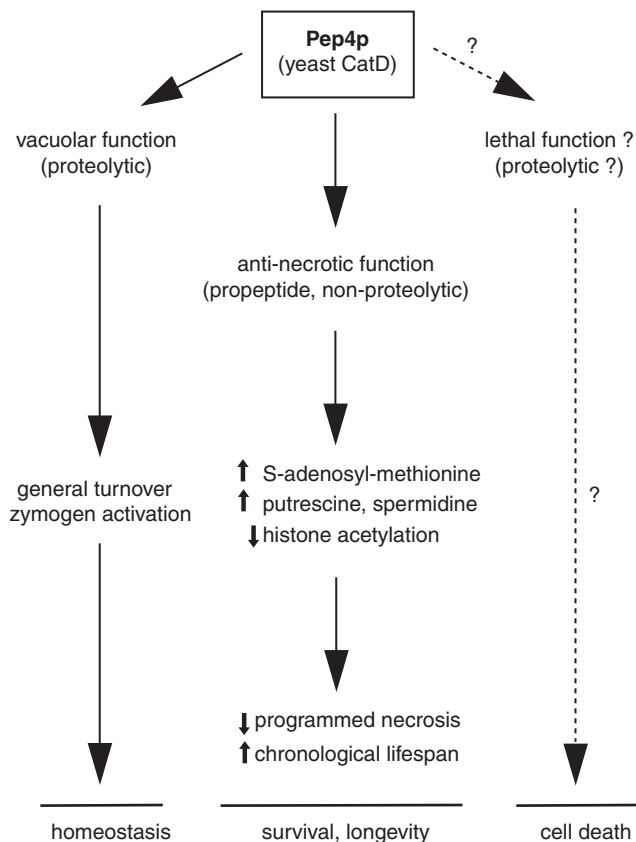 Pep4p
(yeast CatD)
?
vacuolar function
(proteolytic)
lethal function ?
(proteolytic ?)
anti-necrotic function
(propeptide, non-proteolytic)
general turnover
zymogen activation
S-adenosyl-methionine
putrescine, spermidine
histone acetylation
?
programmed necrosis
chronological lifespan
homeostasis
survival, longevity
cell death